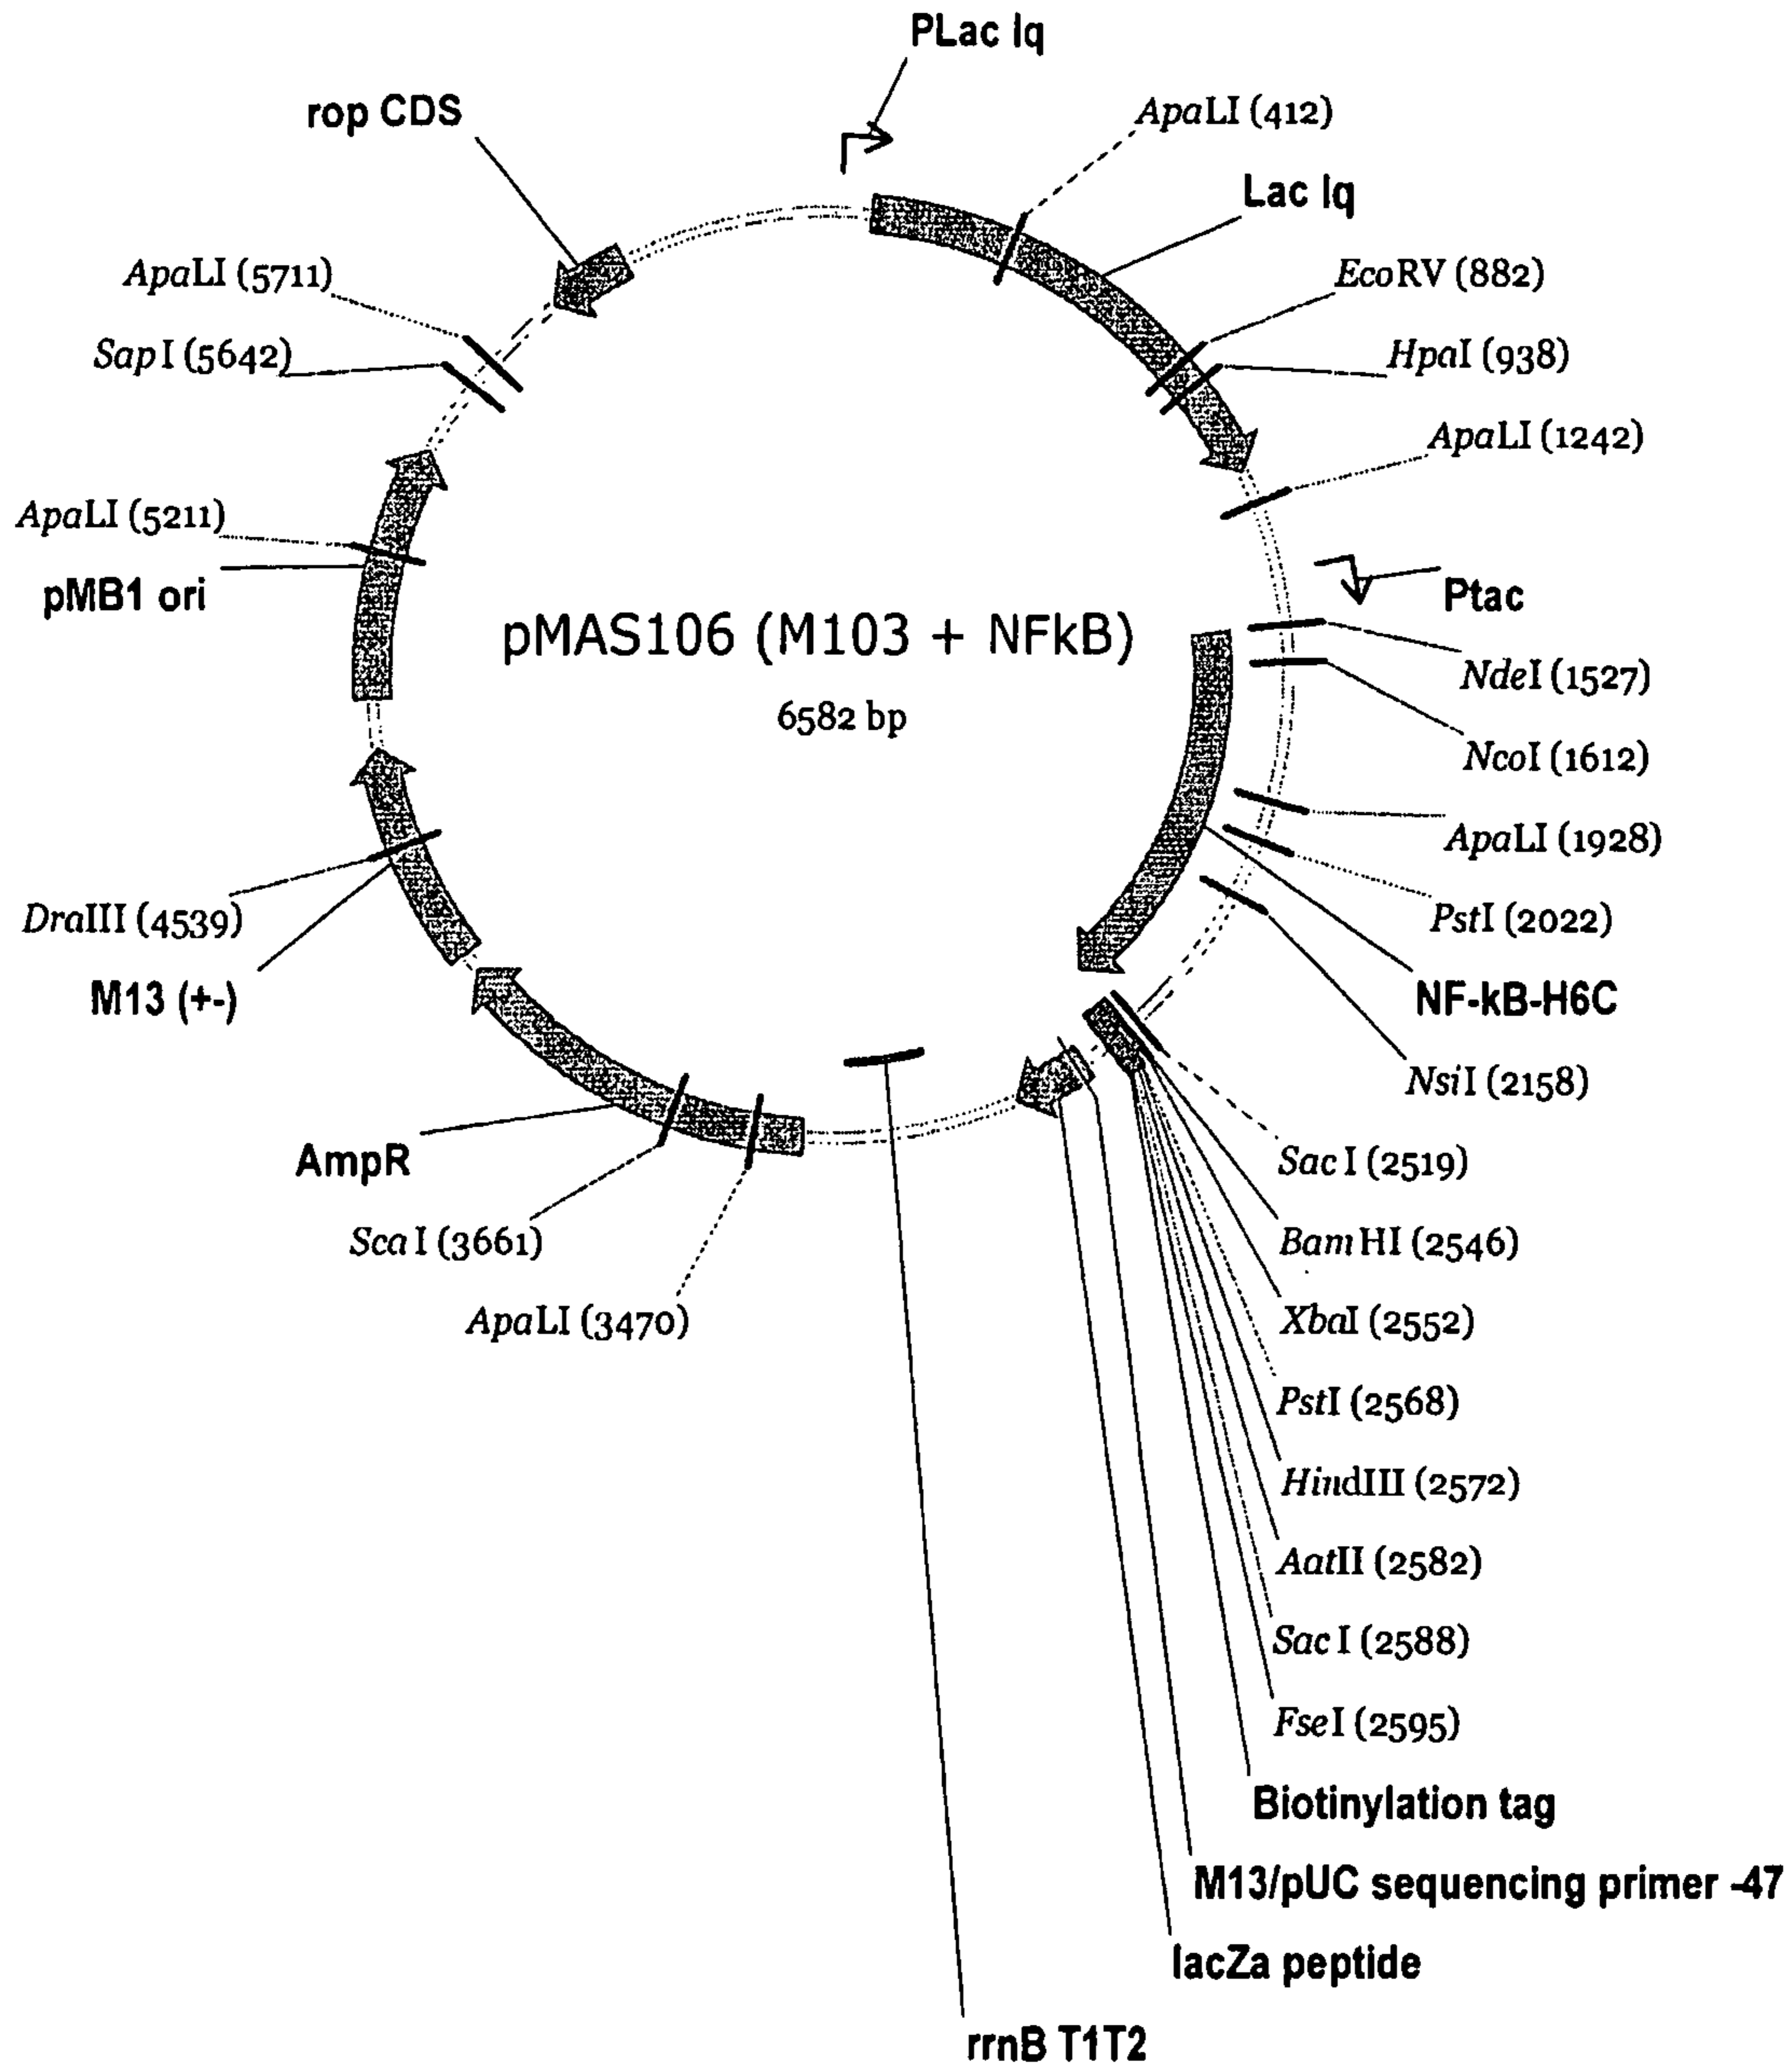 PLac Iq
rop CDS
ApaLI (412)
Lac Iq
ApaLI (5711)
EcoRV (882)
SapI (5642)
HpaI (938)
ApaLI (1242)
ApaLI (5211)
pMB1 ori
Ptac
pMAS106 (M103 + NFkB)
6582 bp
NdeI (1527)
NcoI (1612)
ApaLI (1928)
DraIII (4539)
PstI (2022)
M13 (+-)
NF-kB-H6C
NsiI (2158)
AmpR
SacI (2519)
ScaI (3661)
BamHI (2546)
ApaLI (3470)
XbaI (2552)
PstI (2568)
HindIII (2572)
AatII (2582)
SacI (2588)
FseI (2595)
Biotinylation tag
M13/pUC sequencing primer -47
lacZa peptide
rrnB T1T2